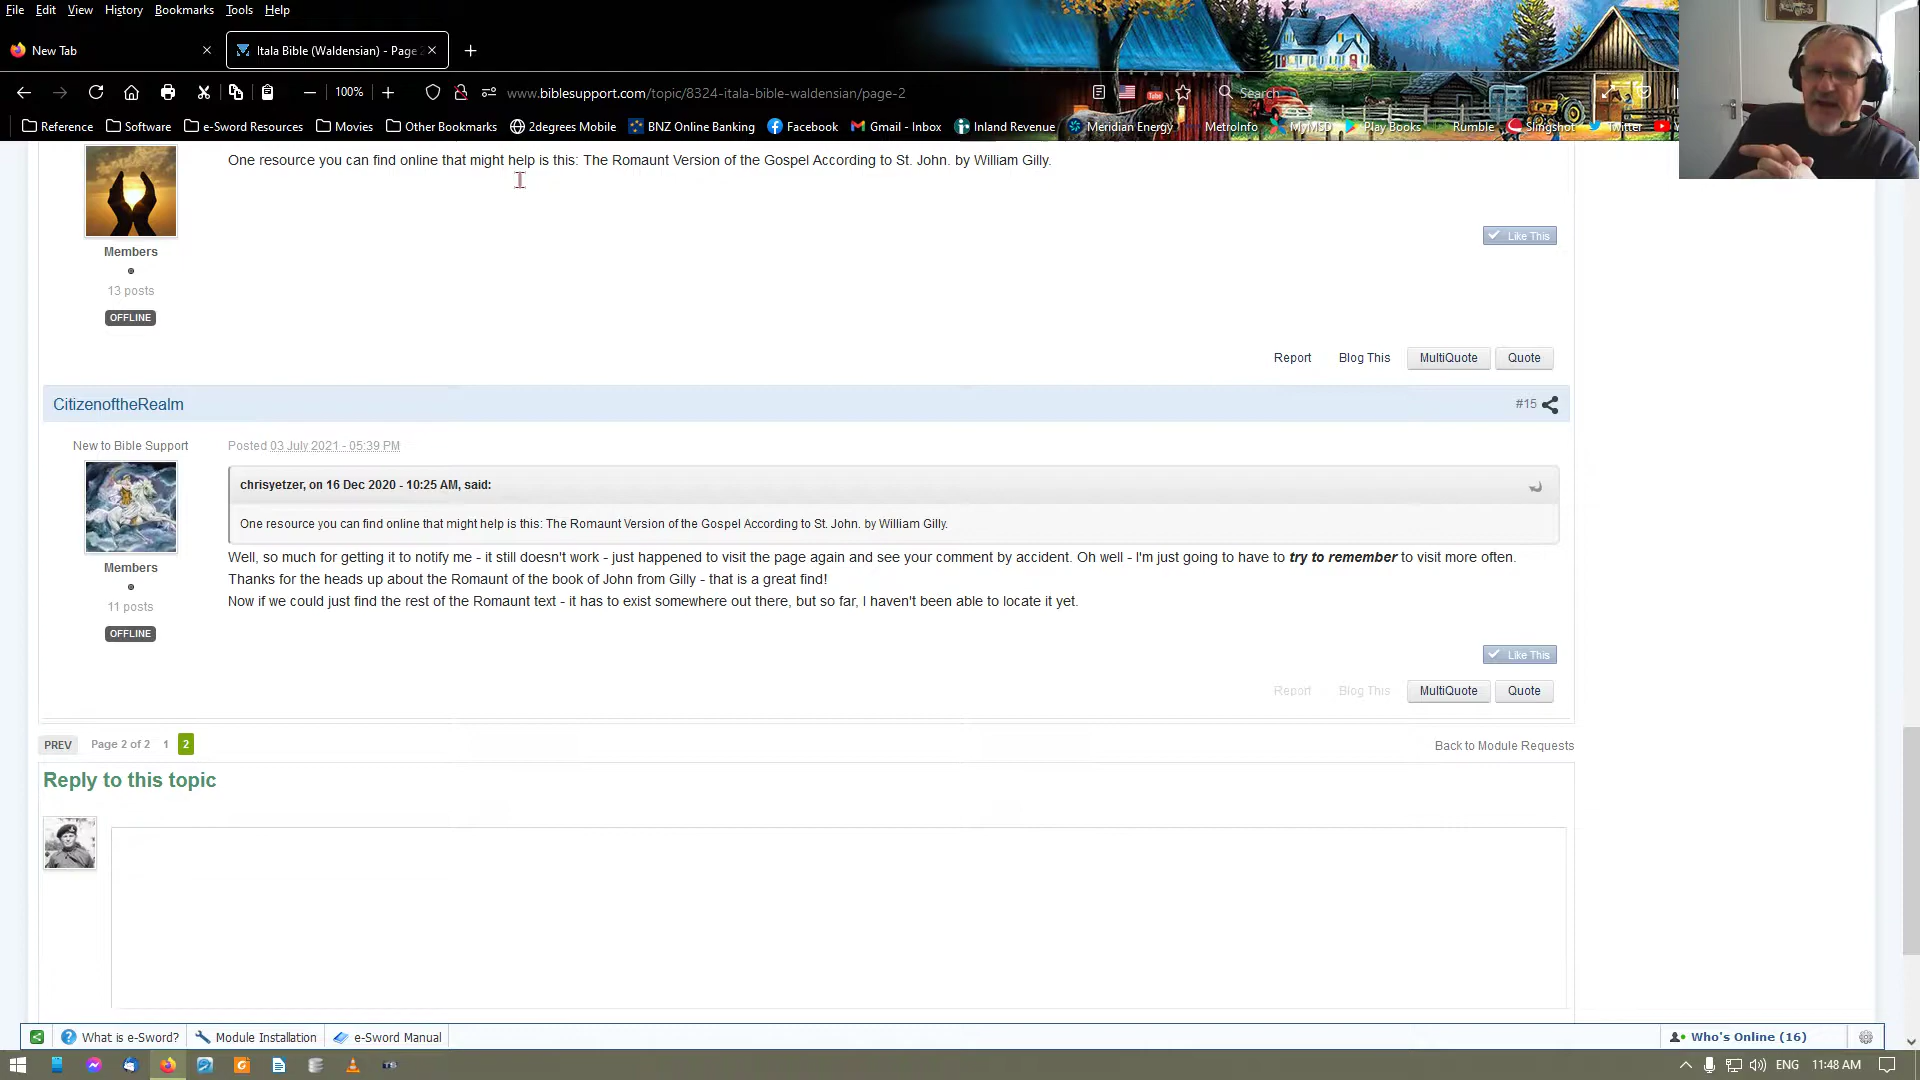 File Edit View History Bookmarks Tools Help
New Tab
Itala Bible (Waldensian) - Page
100%
www.biblesupport.com/topic/8324-itala-bible-waldensian/page-2
Search
Reference Software e-Sword Resources Movies Other Bookmarks 2degrees Mobile BNZ Online Banking Facebook Gmail - Inbox Inland Revenue Meridian Energy MetroInfo MyMSD Play Books Rumble Slingshot Twitter
One resource you can find online that might help is this: The Romaunt Version of the Gospel According to St. John. by William Gilly.
Like This
Members
13 posts
OFFLINE
Report Blog This MultiQuote Quote
CitizenoftheRealm
#15
New to Bible Support
Posted 03 July 2021 - 05:39 PM
chrisyetzer, on 16 Dec 2020 - 10:25 AM, said:
One resource you can find online that might help is this: The Romaunt Version of the Gospel According to St. John. by William Gilly.
Well, so much for getting it to notify me - it still doesn't work - just happened to visit the page again and see your comment by accident. Oh well - I'm just going to have to try to remember to visit more often.
Thanks for the heads up about the Romaunt of the book of John from Gilly - that is a great find!
Now if we could just find the rest of the Romaunt text - it has to exist somewhere out there, but so far, I haven't been able to locate it yet.
Members
11 posts
OFFLINE
Like This
Report Blog This MultiQuote Quote
PREV Page 2 of 2 1 2
Back to Module Requests
Reply to this topic
What is e-Sword? Module Installation e-Sword Manual
Who's Online (16)
ENG 11:48 AM